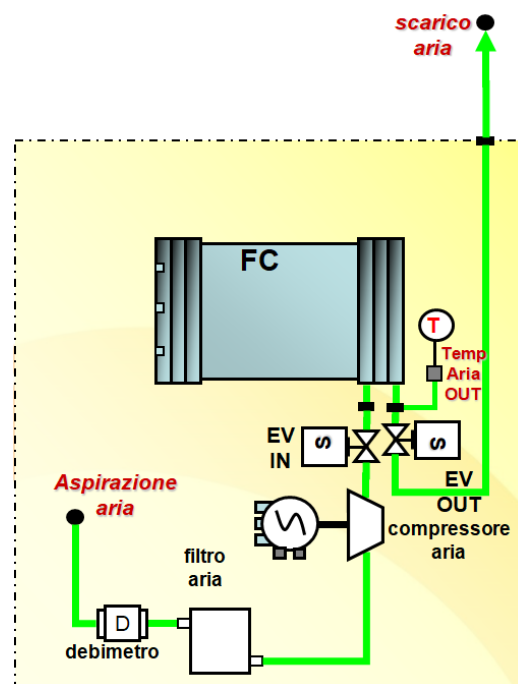 scarico
aria
FC
T
Temp
Aria
OUT
EV
IN
S
S
EV
OUT
compressore
aria
Aspirazione
aria
filtro
aria
D
debimetro